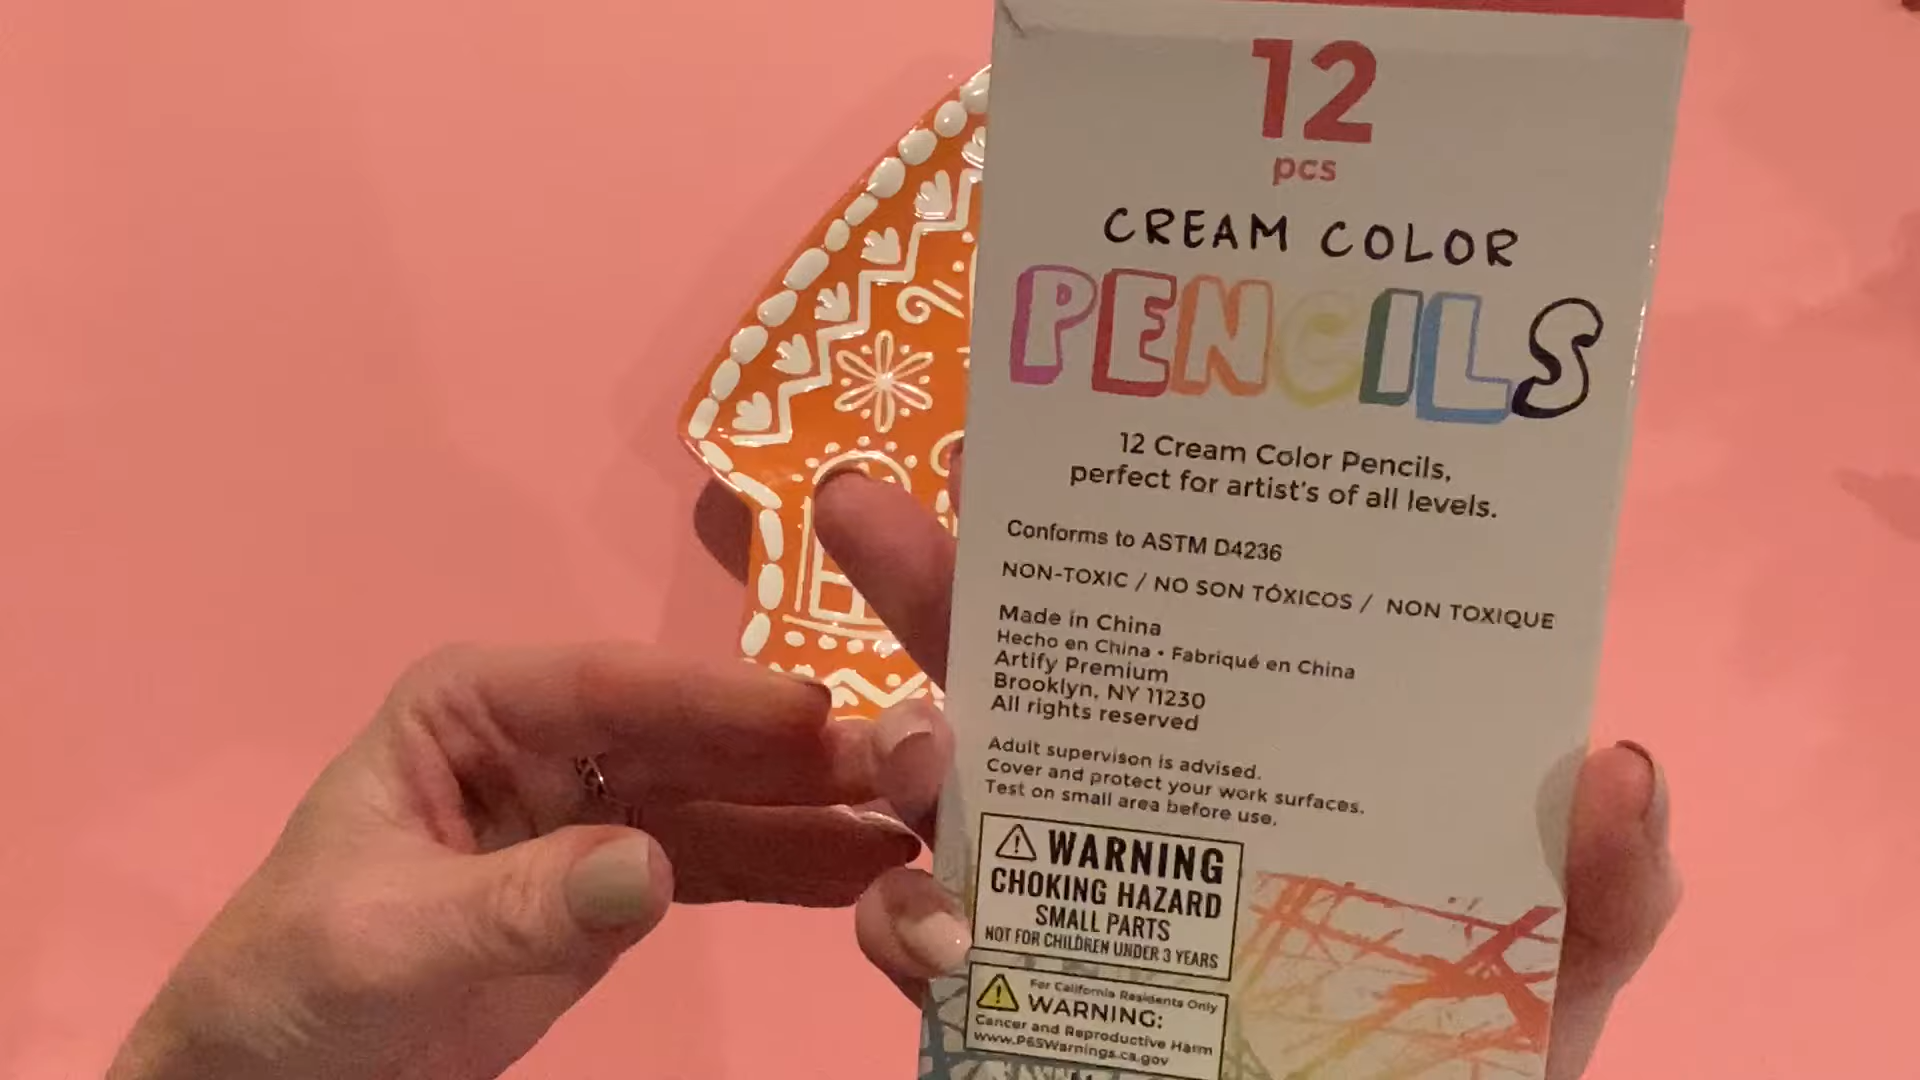 12
pcs
CREAM COLOR
PENCILS
12 Cream Color Pencils,
perfect for artist's of all levels.
Conforms to ASTM D4236
NON-TOXIC / NO SON TÓXICOS / NON TOXIQUE
Made in China
Hecho en China • Fabriqué en China
Artify Premium
Brooklyn, NY 11230
All rights reserved
Adult supervison is advised.
Cover and protect your work surfaces.
Test on small area before use.
WARNING
CHOKING HAZARD
SMALL PARTS
NOT FOR CHILDREN UNDER 3 YEARS
For California Residents Only
WARNING:
Cancer and Reproductive Harm
www.P65Warnings.ca.gov